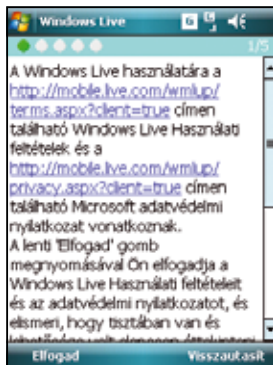 Windows Live
1/5
A Windows Live használatára a
http://mobile.live.com/wmlup/
terms.aspx?client=true címen
található Windows Live Használati
feltételek és a
http://mobile.live.com/wmlup/
privacy.aspx?client=true címen
található Microsoft adatvédelmi
nyilatkozat vonatkoznak.
A lenti 'Elfogad' gomb
megnyomásával Ön elfogadja a
Windows Live Használati feltételeit
és az adatvédelmi nyilatkozatot, és
elismeri, hogy tisztában van és
Elfogad Visszautasít